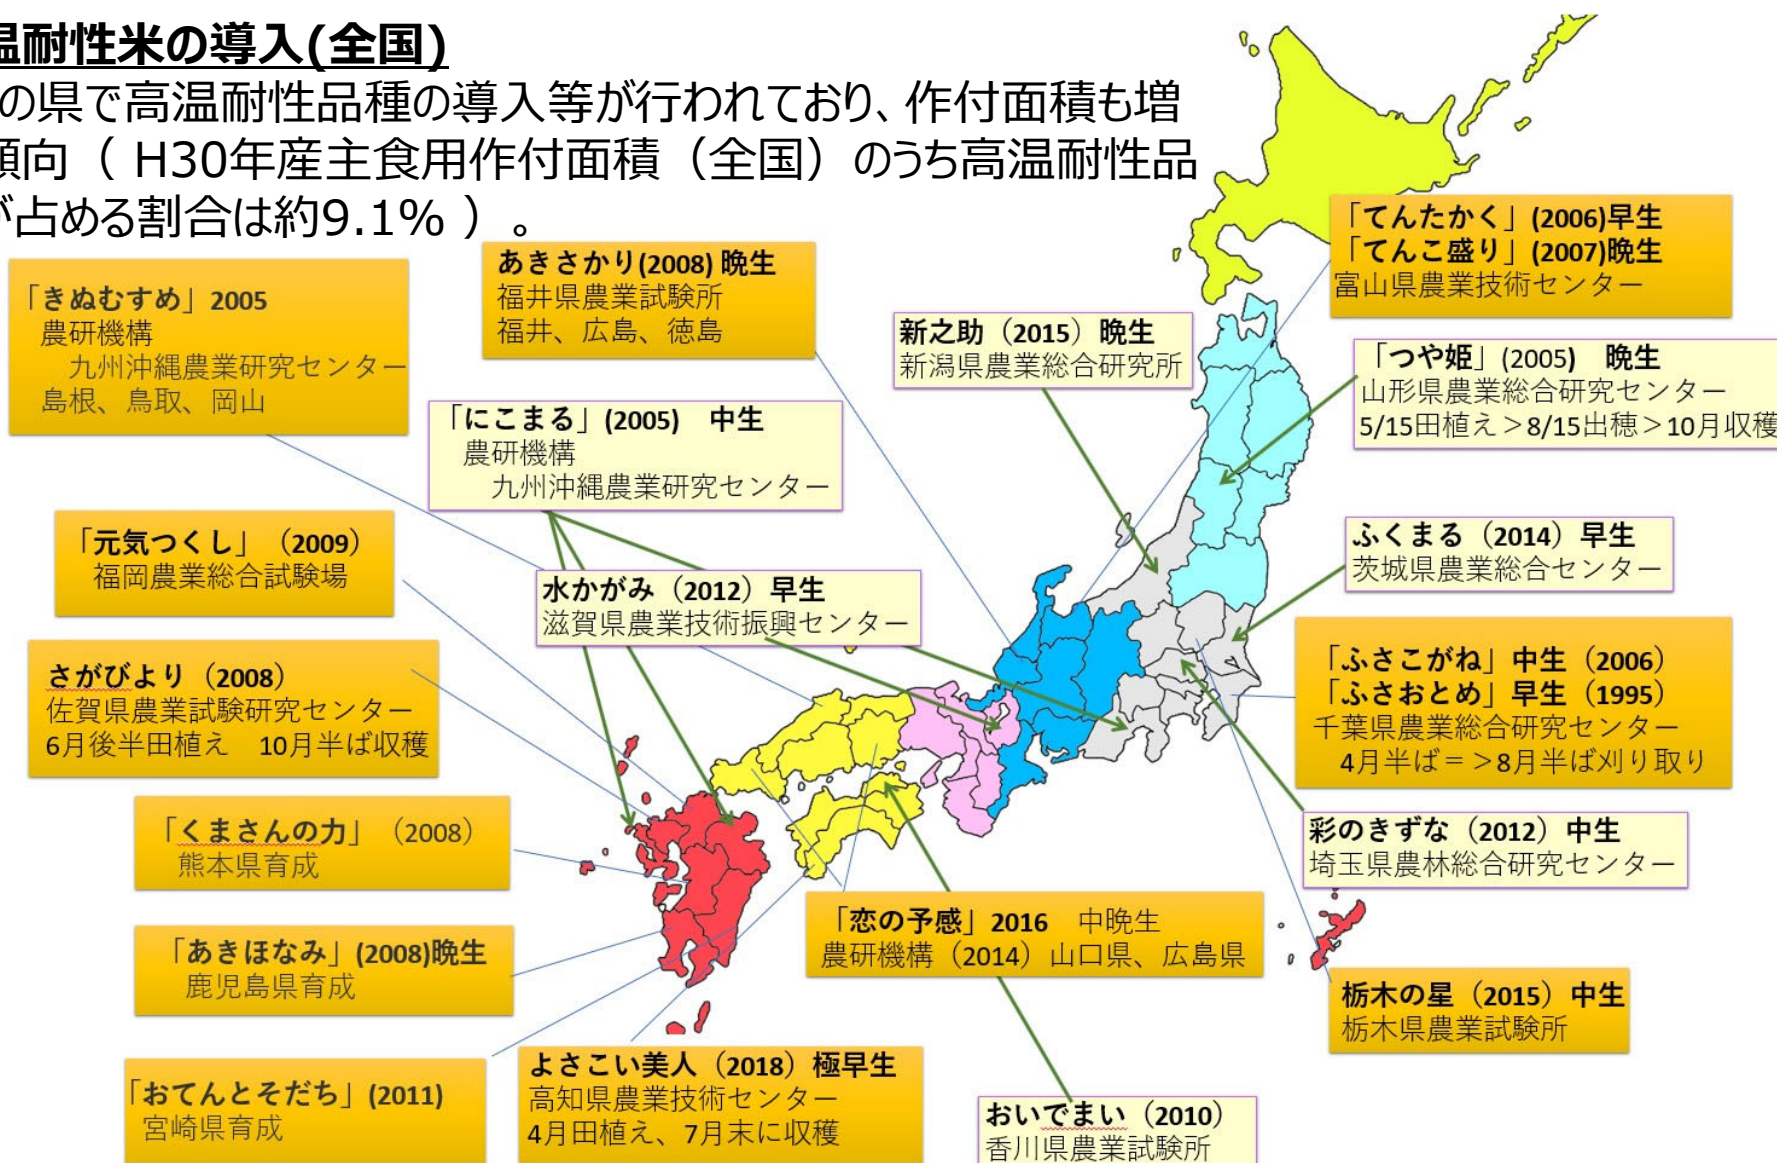 温耐性米の導入(全国)
の県で高温耐性品種の導入等が行われており、作付面積も増
傾向（ H30年産主食用作付面積（全国）のうち高温耐性品
が占める割合は約9.1% ）。
「きぬむすめ」2005
農研機構
九州沖縄農業研究センター
島根、鳥取、岡山
あきさかり(2008) 晩生
福井県農業試験所
福井、広島、徳島
「てんたかく」(2006)早生
「てんこ盛り」(2007)晩生
富山県農業技術センター
新之助（2015）晩生
新潟県農業総合研究所
「つや姫」(2005)　晩生
山形県農業総合研究センター
5/15田植え＞8/15出穂＞10月収穫
「にこまる」(2005)　中生
農研機構
九州沖縄農業研究センター
「元気つくし」（2009）
福岡農業総合試験場
水かがみ（2012）早生
滋賀県農業技術振興センター
ふくまる（2014）早生
茨城県農業総合センター
さがびより（2008）
佐賀県農業試験研究センター
6月後半田植え　10月半ば収穫
「ふさこがね」中生（2006）
「ふさおとめ」早生（1995）
千葉県農業総合研究センター
4月半ば＝＞8月半ば刈り取り
「くまさんの力」（2008）
熊本県育成
彩のきずな（2012）中生
埼玉県農林総合研究センター
「恋の予感」2016　中晩生
農研機構（2014）山口県、広島県
「あきほなみ」(2008)晩生
鹿児島県育成
栃木の星（2015）中生
栃木県農業試験所
「おてんとそだち」(2011)
宮崎県育成
よさこい美人（2018）極早生
高知県農業技術センター
4月田植え、7月末に収穫
おいでまい（2010）
香川県農業試験所